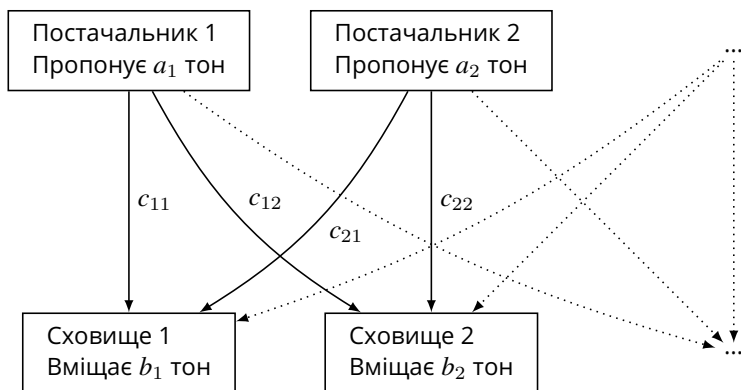 Постачальник 1
Пропонує a₁ тон
Постачальник 2
Пропонує a₂ тон
...
c₁₁
c₁₂
c₂₁
c₂₂
Сховище 1
Вміщає b₁ тон
Сховище 2
Вміщає b₂ тон
...